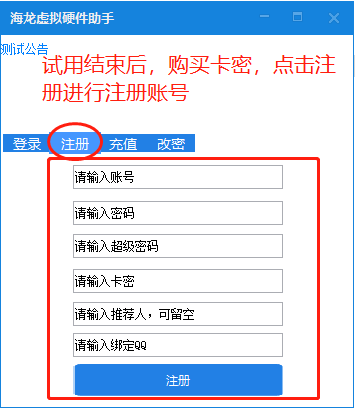 海龙虚拟硬件助手
测试公告
试用结束后，购买卡密，点击注
册进行注册账号
登录 注册 充值 改密
请输入账号
请输入密码
请输入超级密码
请输入卡密
请输入推荐人，可留空
请输入绑定QQ
注册